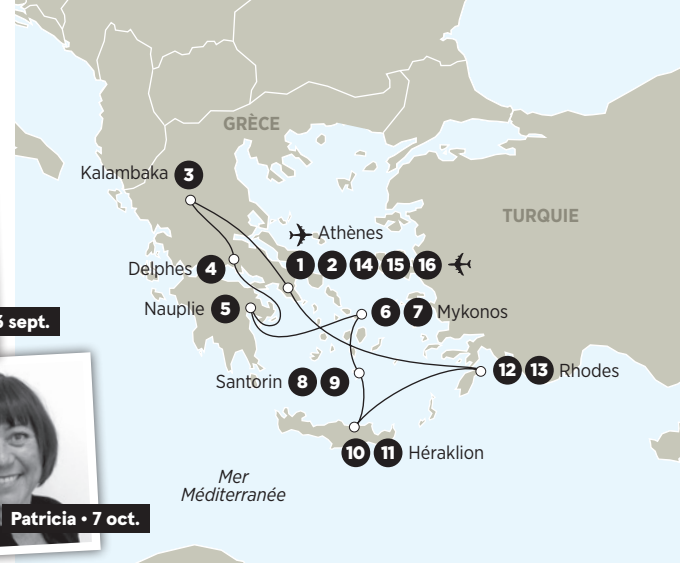 GRÈCE
Kalambaka 3
TURQUIE
Athènes
1 2 14 15 16
Delphes 4
Nauplie 5
6 7 Mykonos
sept.
Santorin 8 9
12 13 Rhodes
10 11 Héraklion
Mer
Méditerranée
Patricia • 7 oct.